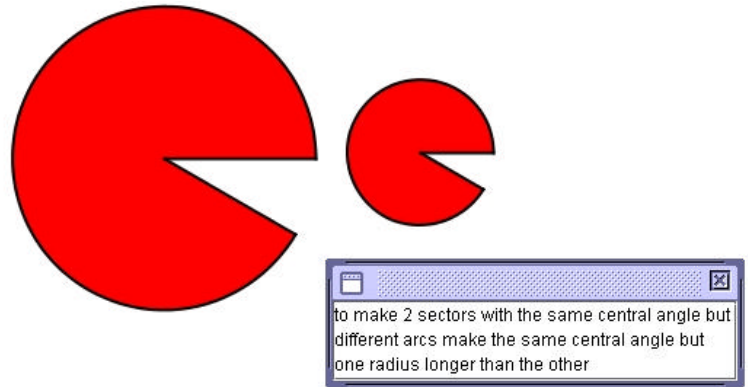 to make 2 sectors with the same central angle but
different arcs make the same central angle but
one radius longer than the other